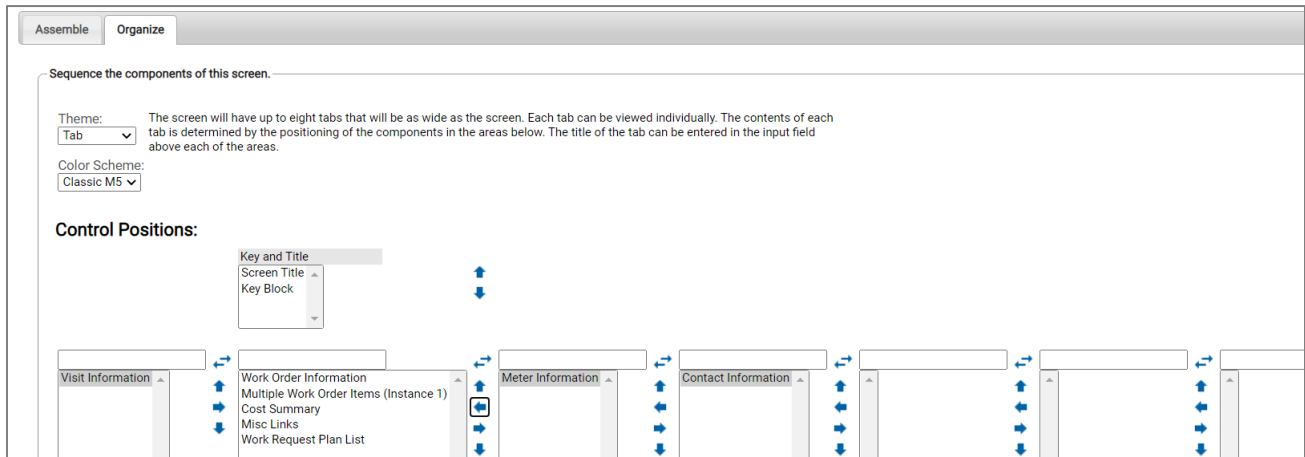 Assemble Organize
Sequence the components of this screen.
Theme:
Tab
The screen will have up to eight tabs that will be as wide as the screen. Each tab can be viewed individually. The contents of each
tab is determined by the positioning of the components in the areas below. The title of the tab can be entered in the input field
above each of the areas.
Color Scheme:
Classic M5
Control Positions:
Key and Title
Screen Title
Key Block
Visit Information
Work Order Information
Multiple Work Order Items (Instance 1)
Cost Summary
Misc Links
Work Request Plan List
Meter Information
Contact Information